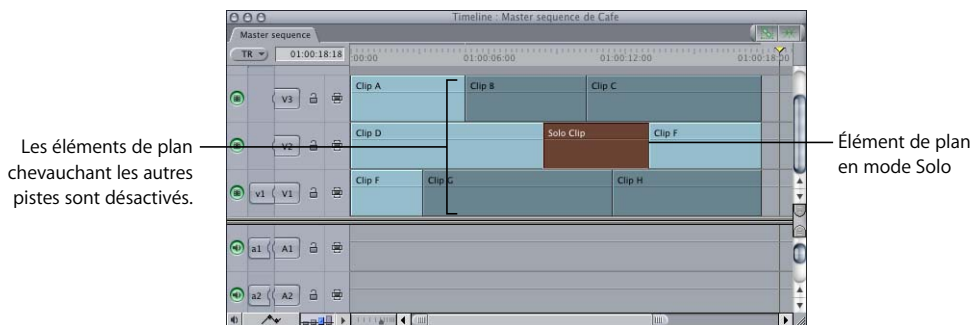 Timeline : Master sequence de Cafe
Master sequence
TR 01:00:18:18 :00:00 01:00:06:00 01:00:12:00 01:00:18:00
V3 Clip A Clip B Clip C
V2 Clip D Solo Clip Clip F
v1 V1 Clip F Clip G Clip H
a1 A1
a2 A2
Les éléments de plan
chevauchant les autres
pistes sont désactivés.
Élément de plan
en mode Solo